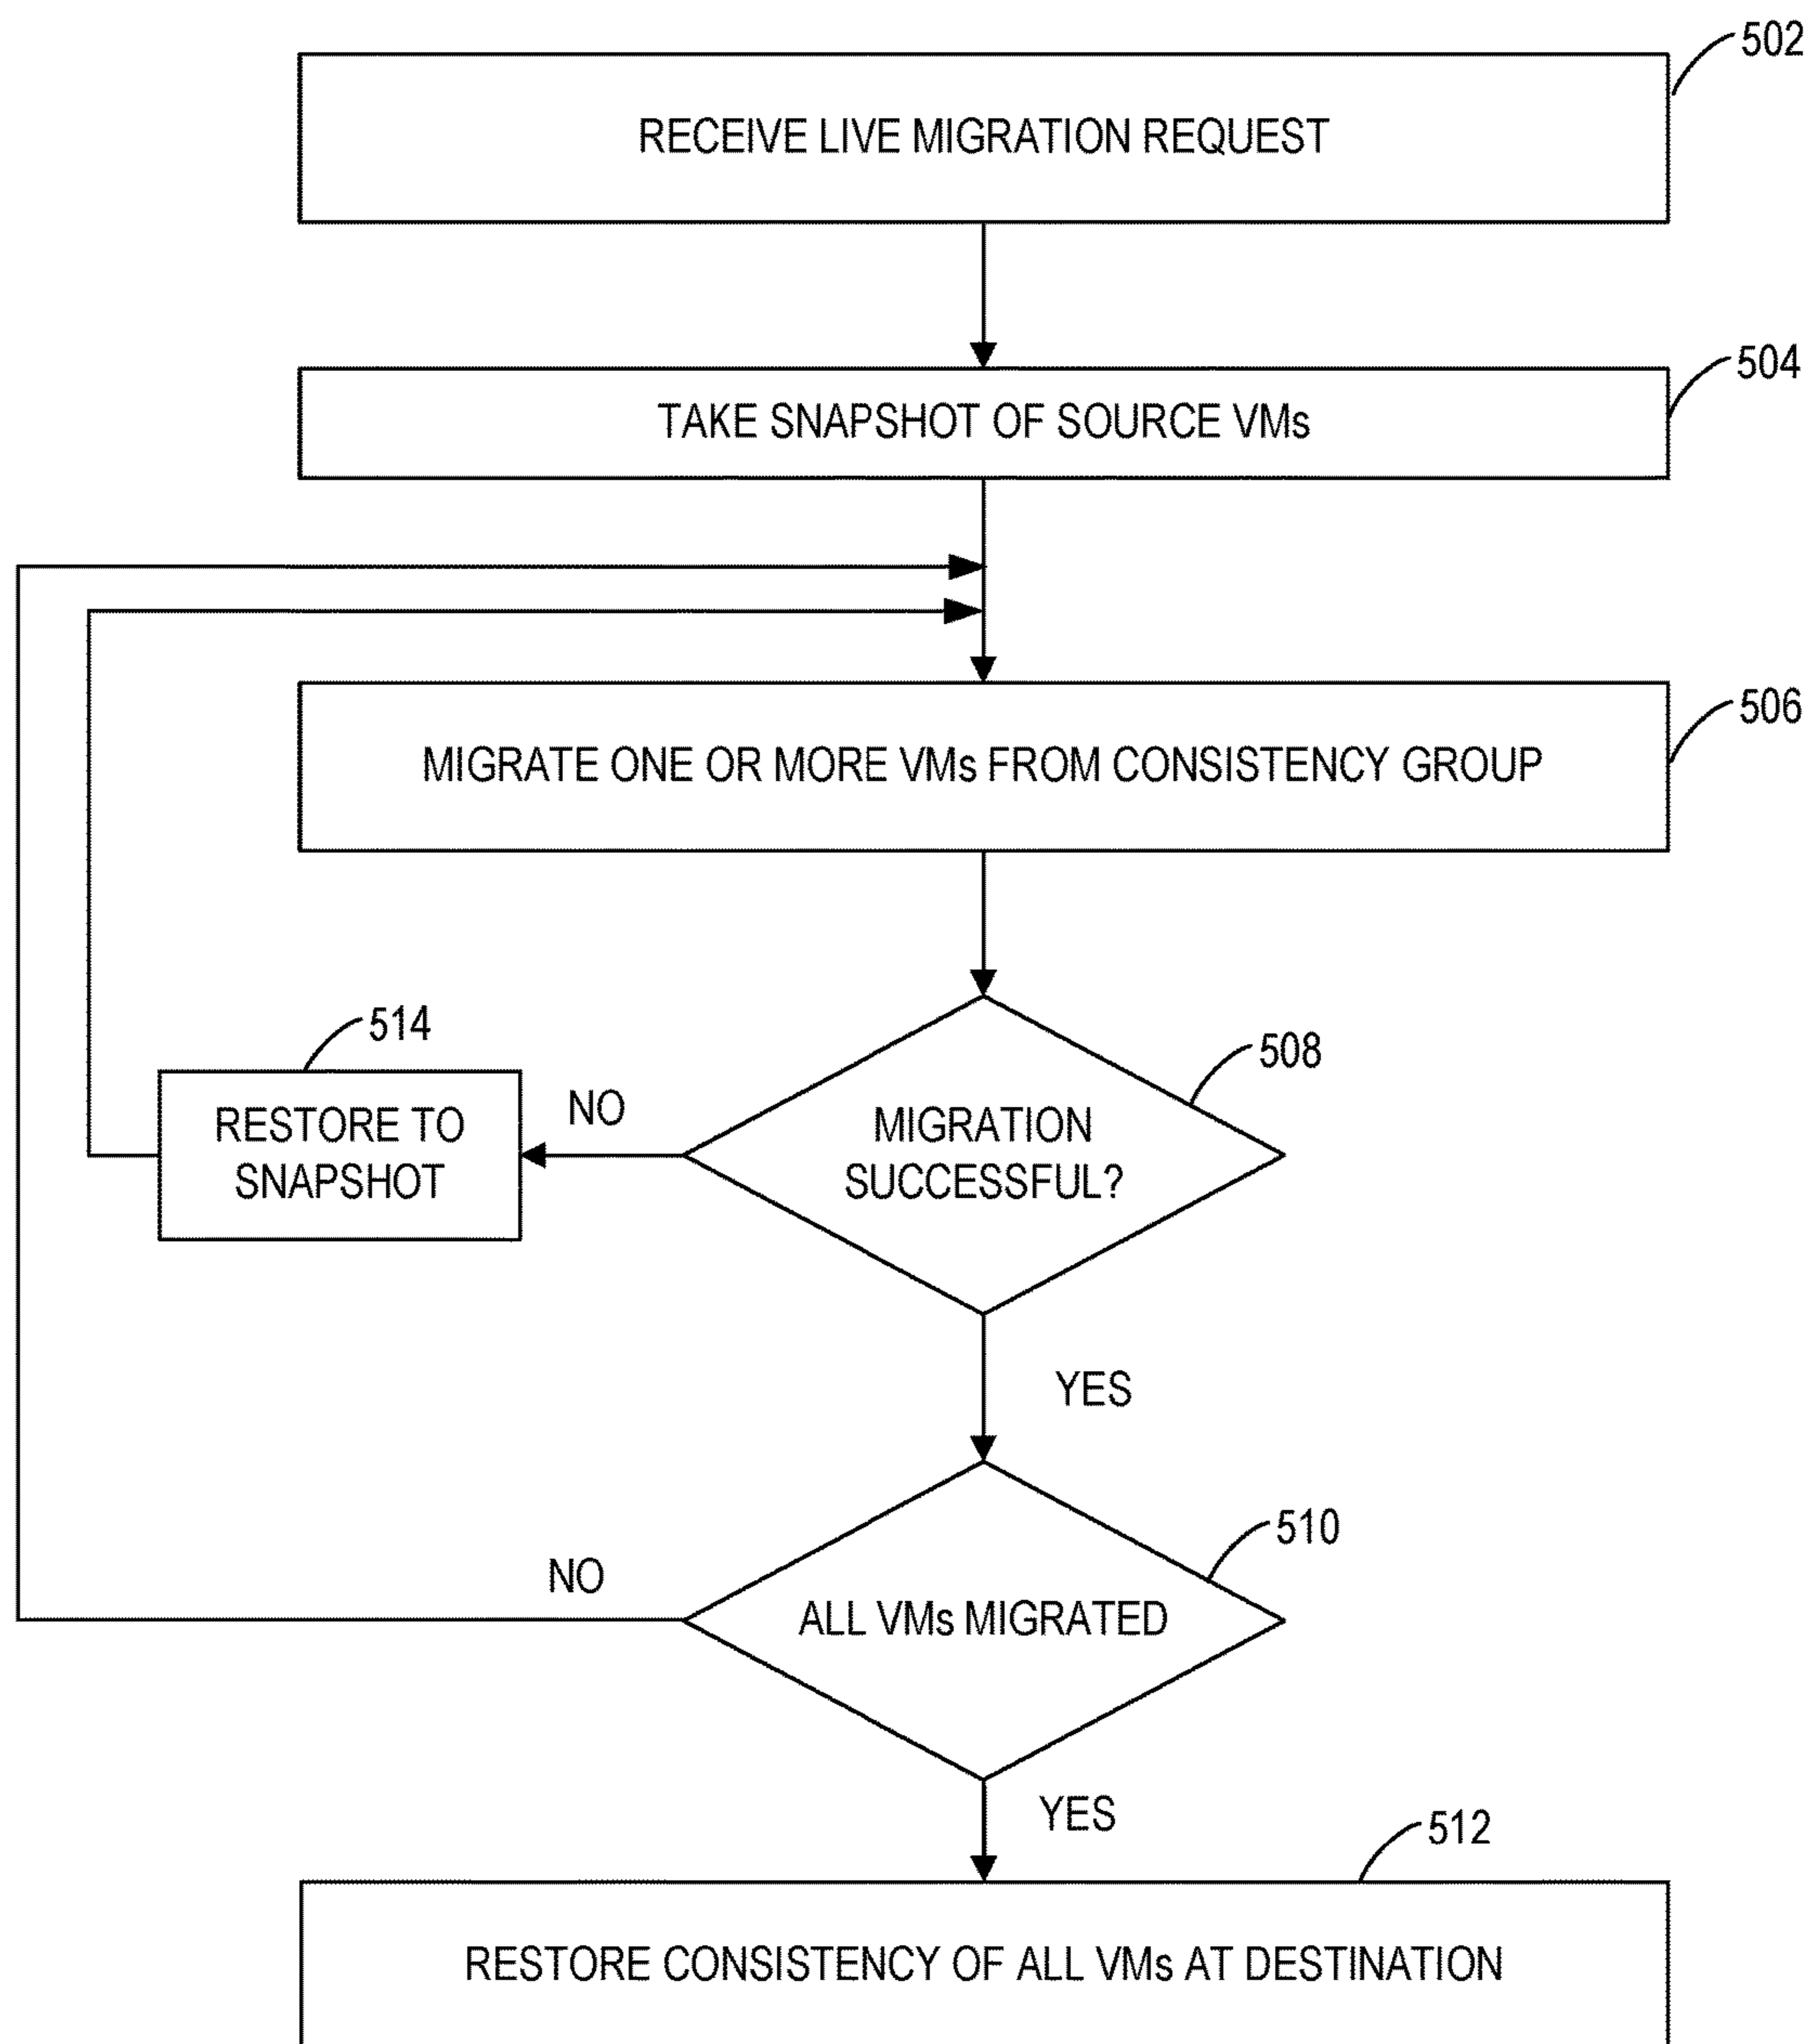 502
RECEIVE LIVE MIGRATION REQUEST
504
TAKE SNAPSHOT OF SOURCE VMs
506
MIGRATE ONE OR MORE VMs FROM CONSISTENCY GROUP
514
508
NO
RESTORE TO
SNAPSHOT
MIGRATION
SUCCESSFUL?
YES
510
NO
ALL VMs MIGRATED
YES
512
RESTORE CONSISTENCY OF ALL VMs AT DESTINATION